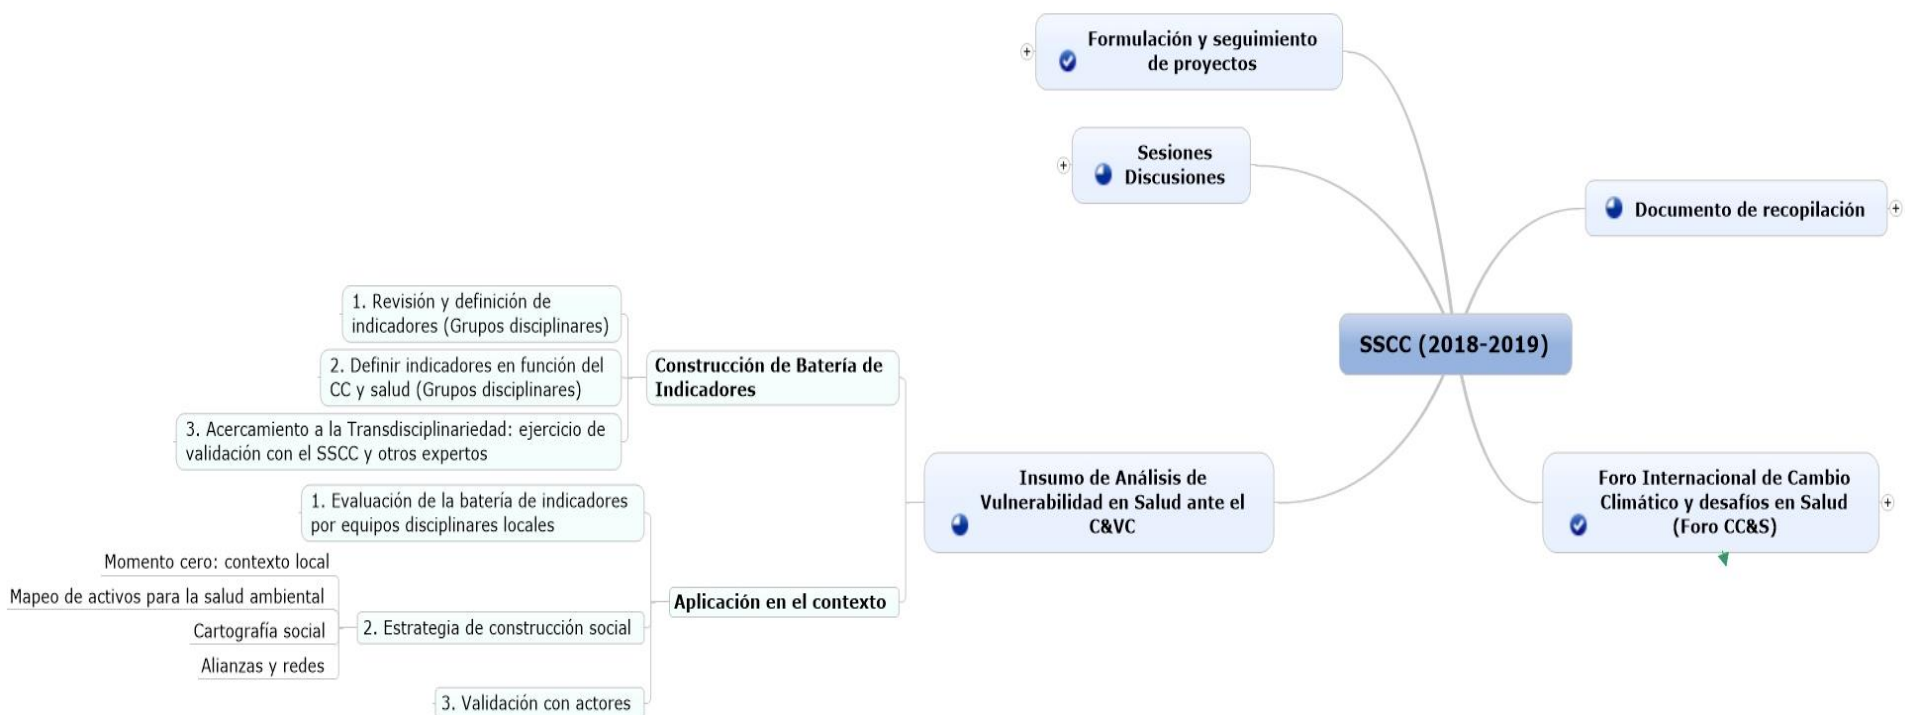 Formulación y seguimiento
de proyectos
Sesiones
Discusiones
Documento de recopilación
SSCC (2018-2019)
1. Revisión y definición de
indicadores (Grupos disciplinares)
2. Definir indicadores en función del
CC y salud (Grupos disciplinares)
3. Acercamiento a la Transdisciplinariedad: ejercicio de
validación con el SSCC y otros expertos
Construcción de Batería de
Indicadores
Insumo de Análisis de
Vulnerabilidad en Salud ante el
C&VC
Foro Internacional de Cambio
Climático y desafíos en Salud
(Foro CC&S)
1. Evaluación de la batería de indicadores
por equipos disciplinares locales
Momento cero: contexto local
Mapeo de activos para la salud ambiental
Cartografía social
Alianzas y redes
2. Estrategia de construcción social
Aplicación en el contexto
3. Validación con actores